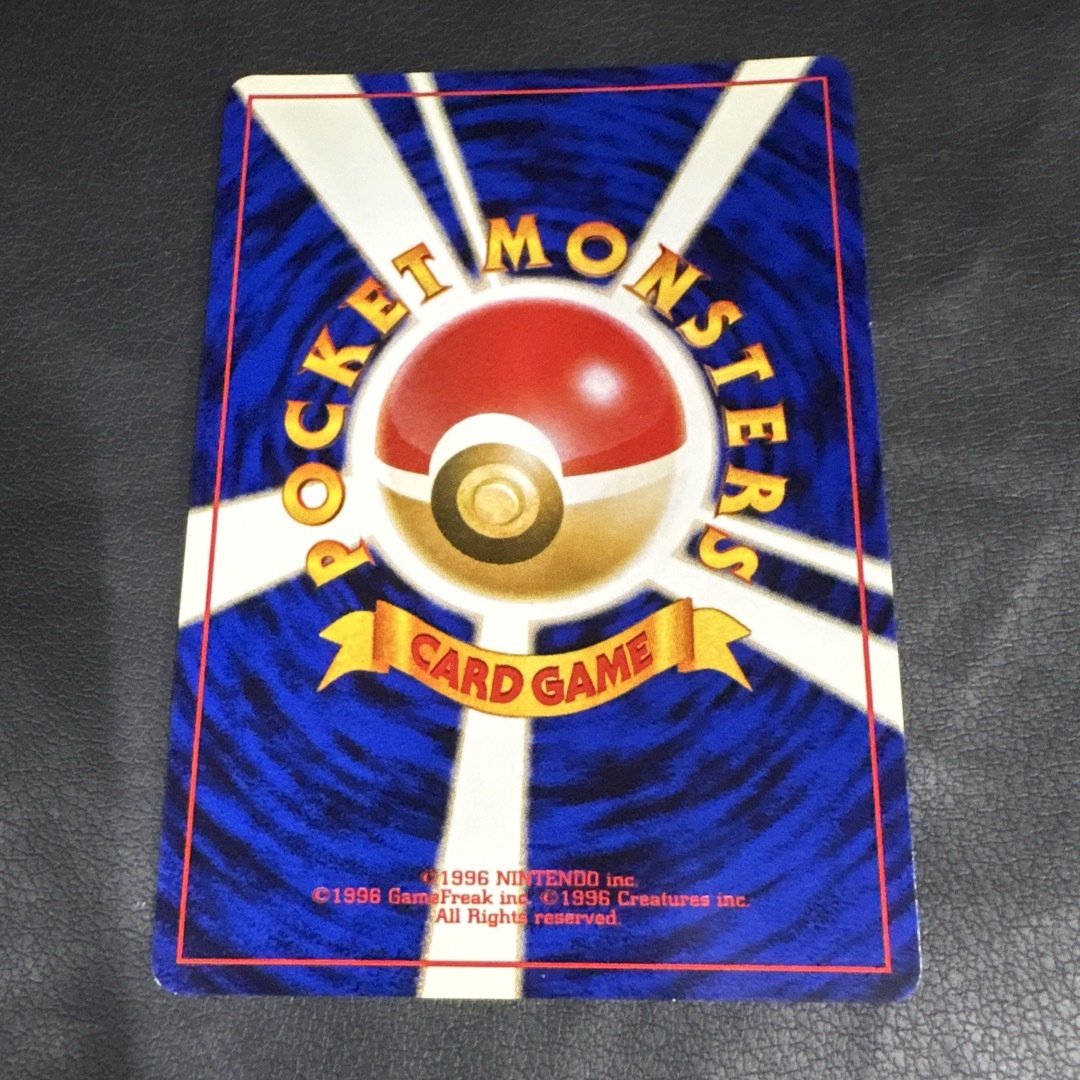 POCKET MONSTERS
CARD GAME
©1996 NINTENDO inc.
©1996 GameFreak inc. ©1996 Creatures inc.
All Rights reserved.